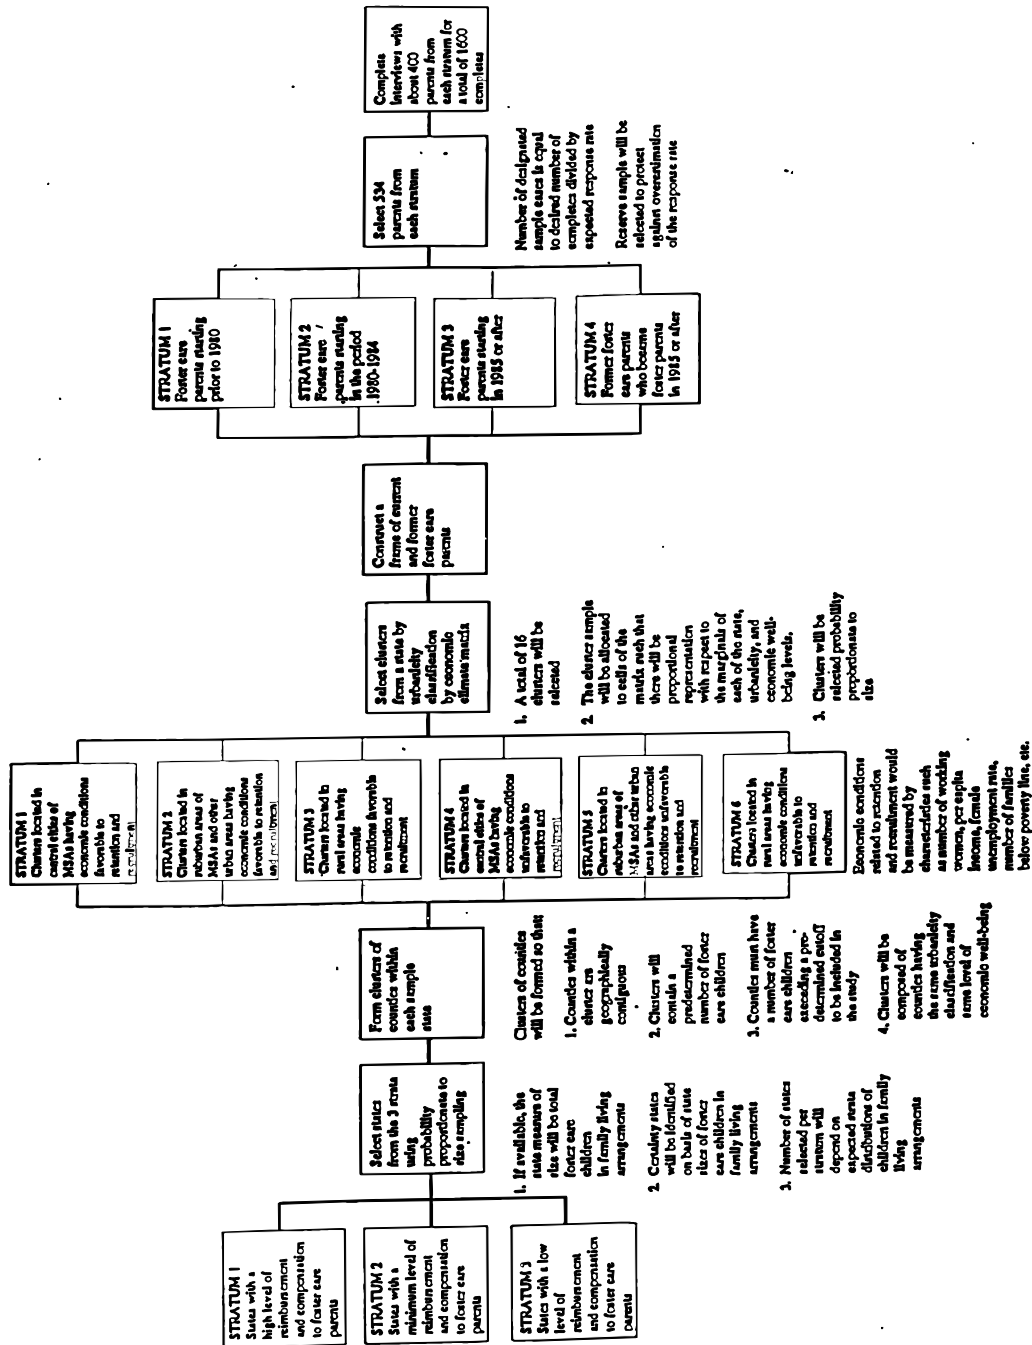 STRATUM 1
States with a
high level of
reimbursement
and compensation
to foster care
parents
STRATUM 2
States with a
minimum level of
reimbursement
and compensation
to foster care
parents
STRATUM 3
States with a low
level of
reimbursement
and compensation
to foster care
parents
Select states
from the 3 strata
using
probability
proportionate to
size sampling
1. If available, the
state measure of
size will be total
foster care
children
in family living
arrangements
2. Certainty states
will be identified
on basis of state
sizes of foster
care children in
family living
arrangements
3. Number of states
selected per
stratum will
depend on
expected strata
distributions of
children in family
living
arrangements
Form clusters of
counties within
each sample
state
Clusters of counties
will be formed so that:
1. Counties within a
cluster are
geographically
contiguous
2. Clusters will
contain a
predetermined
number of foster
care children
3. Counties must have
a number of foster
care children
exceeding a pre-
determined cutoff
to be included in
the study
4. Clusters will be
composed of
counties having
the same urbanicity
classification and
same level of
economic well-being
STRATUM 1
Clusters located in
central cities of
MSAs having
economic conditions
favorable to
retention and
recruitment
STRATUM 2
Clusters located in
suburban areas of
MSAs and other
urban areas having
economic conditions
favorable to retention
and recruitment
STRATUM 3
Clusters located in
rural areas having
economic
conditions favorable
to retention and
recruitment
STRATUM 4
Clusters located in
central cities of
MSAs having
economic conditions
unfavorable to
retention and
recruitment
STRATUM 5
Clusters located in
suburban areas of
MSAs and other urban
areas having economic
conditions unfavorable
to retention and
recruitment
STRATUM 6
Clusters located in
rural areas having
economic conditions
unfavorable to
retention and
recruitment
Economic conditions
related to retention
and recruitment would
be measured by
characteristics such
as number of working
women, per capita
income, female
unemployment rate,
number of families
below poverty line, etc.
Select clusters
from a state by
urbanicity
classification
by economic
climate matrix
1. A total of 16
clusters will be
selected
2. The cluster sample
will be allocated
to cells of the
matrix such that
there will be
proportional
representation
with respect to
the marginals of
each of the state,
urbanicity, and
economic well-
being levels.
3. Clusters will be
selected probability
proportionate to
size
Construct a
frame of current
and former
foster care
parents
STRATUM 1
Foster care
parents starting
prior to 1980
STRATUM 2
Foster care
parents starting
in the period
1980-1984
STRATUM 3
Foster care
parents starting
in 1985 or after
STRATUM 4
Former foster
care parents
who became
foster parents
in 1985 or after
Select 534
parents from
each stratum
Number of designated
sample cases is equal
to desired number of
completes divided by
expected response rate
Reserve sample will be
selected to protect
against overestimation
of the response rate
Complete
interviews with
about 400
parents from
each stratum for
a total of 1600
completes